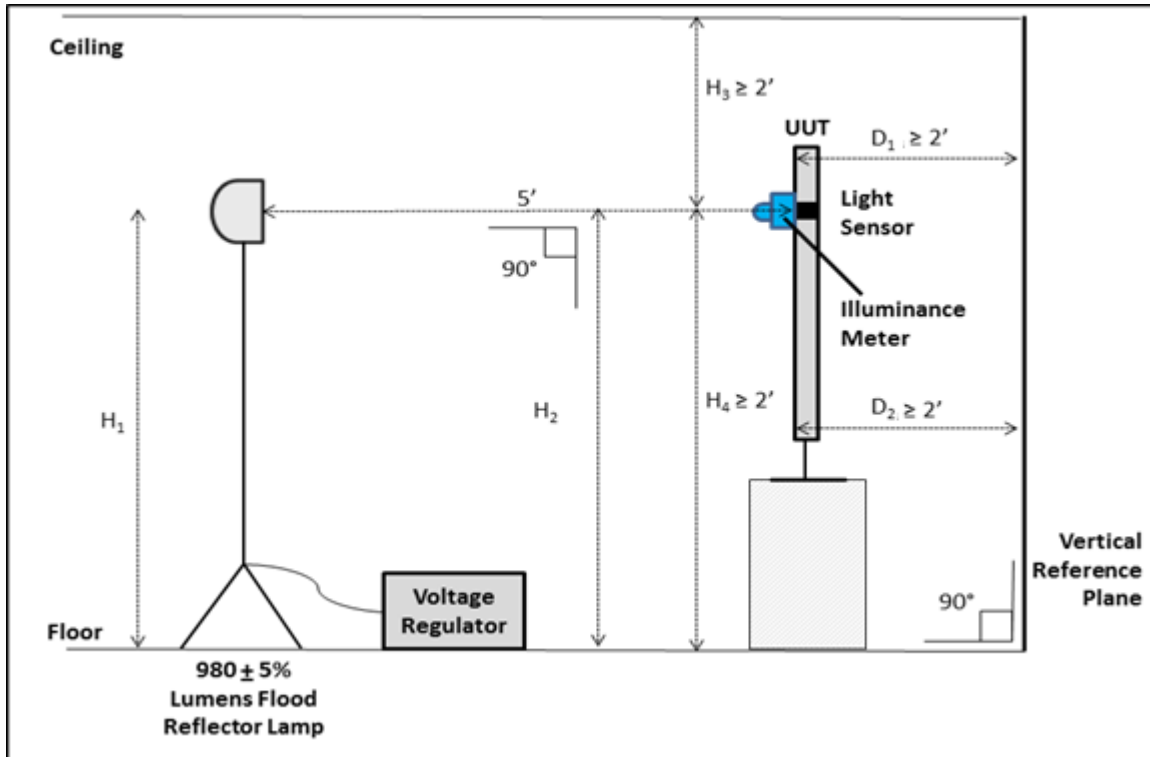 Ceiling
H₃ ≥ 2’
UUT
D₁ ≥ 2’
5’
Light
Sensor
90°
Illuminance
Meter
H₁
H₂
H₄ ≥ 2’
D₂ ≥ 2’
Vertical
Reference
Plane
Voltage
Regulator
90°
Floor
980 ± 5%
Lumens Flood
Reflector Lamp